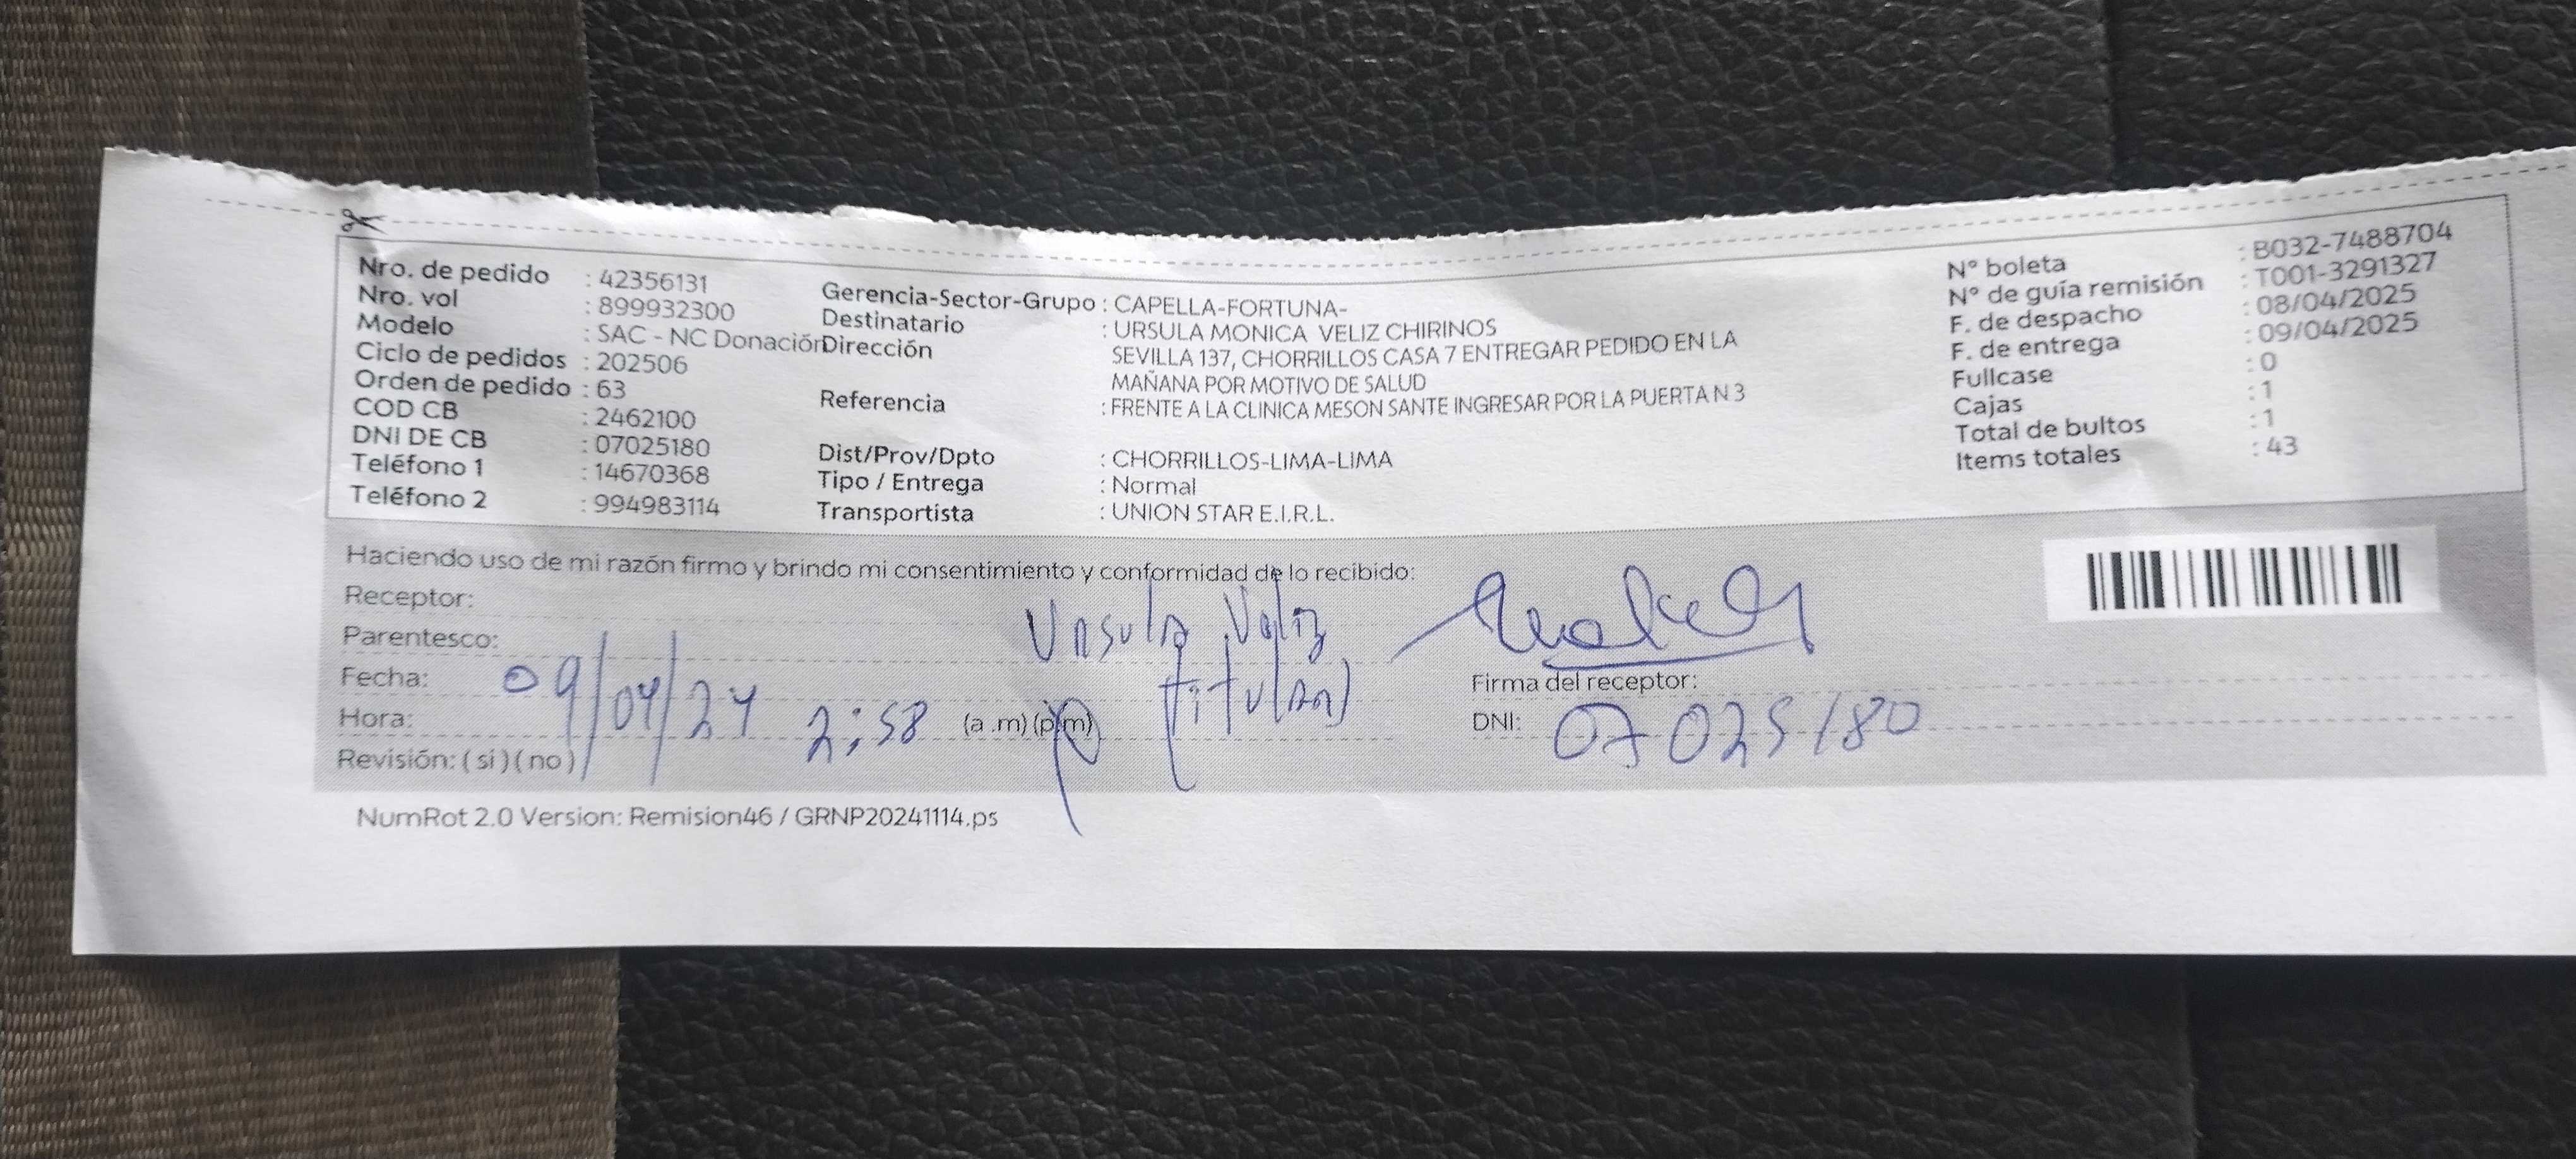 Nro. de pedido : 42356131
Nro. vol : 899932300
Modelo : SAC - NC Donación
Ciclo de pedidos : 202506
Orden de pedido : 63
COD CB : 2462100
DNI DE CB : 07025180
Teléfono 1 : 14670368
Teléfono 2 : 994983114
Gerencia-Sector-Grupo : CAPELLA-FORTUNA-
Destinatario : URSULA MONICA VELIZ CHIRINOS
Dirección SEVILLA 137, CHORRILLOS CASA 7 ENTREGAR PEDIDO EN LA
MAÑANA POR MOTIVO DE SALUD
Referencia : FRENTE A LA CLINICA MESON SANTE INGRESAR POR LA PUERTA N 3
Dist/Prov/Dpto : CHORRILLOS-LIMA-LIMA
Tipo / Entrega : Normal
Transportista : UNION STAR E.I.R.L.
N° boleta : B032-7488704
N° de guía remisión : T001-3291327
F. de despacho : 08/04/2025
F. de entrega : 09/04/2025
Fullcase : 0
Cajas : 1
Total de bultos : 1
Items totales : 43
Haciendo uso de mi razón firmo y brindo mi consentimiento y conformidad de lo recibido:
Receptor: Ursula Veliz
Parentesco: (titular)
Fecha: 09/04/24
Hora: 2:58 (a .m) (p.m)
Revisión: ( si ) ( no )
Firma del receptor:
DNI: 07025180
NumRot 2.0 Version: Remision46 / GRNP20241114.ps